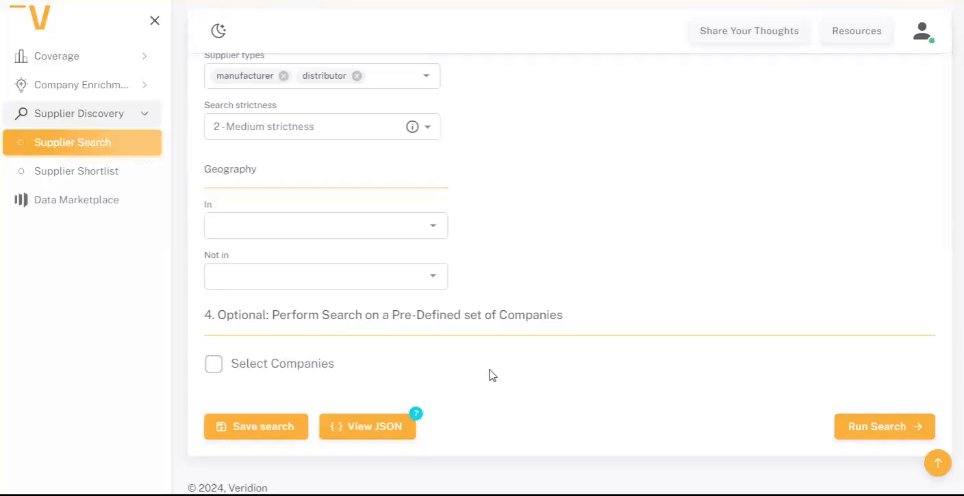 V
Share Your Thoughts
Resources
Coverage
Company Enrichm...
Supplier Discovery
Supplier Search
Supplier Shortlist
Data Marketplace
Supplier types
manufacturer
distributor
Search strictness
2 - Medium strictness
Geography
In
Not in
4. Optional: Perform Search on a Pre-Defined set of Companies
Select Companies
Save search
{ } View JSON
?
Run Search
© 2024, Veridion